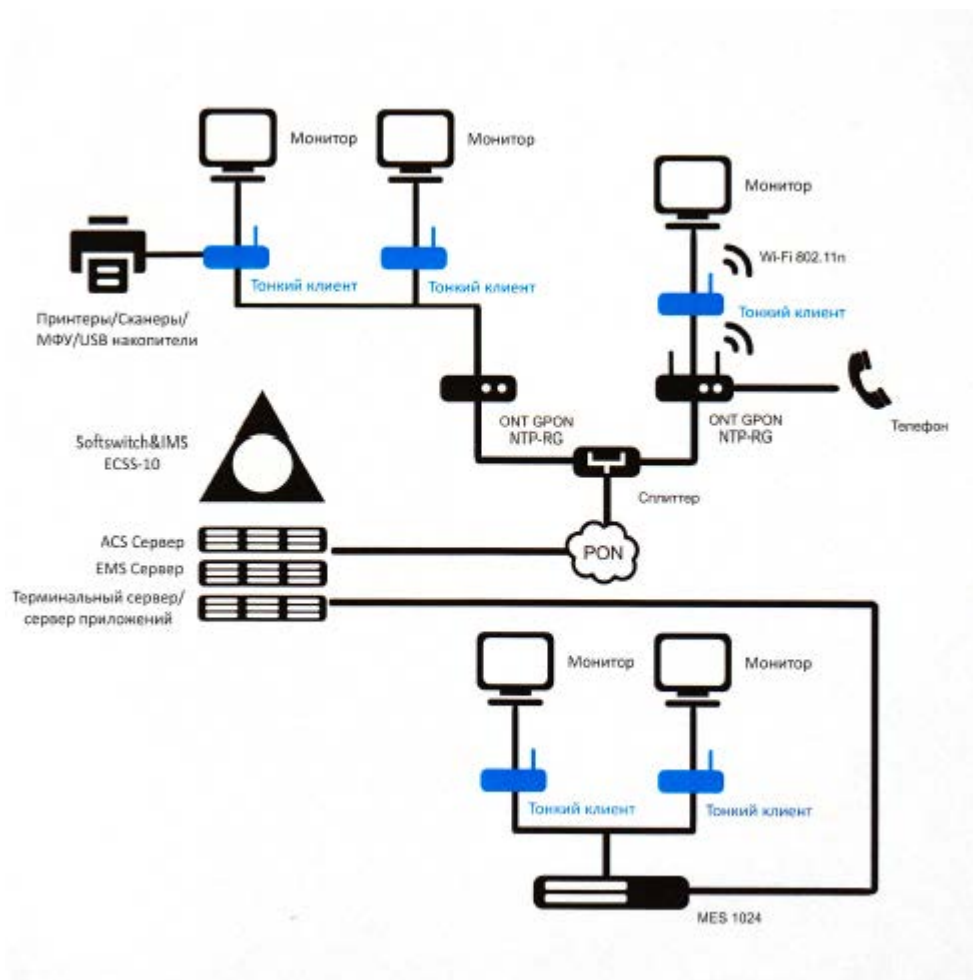 Монитор
Монитор
Монитор
Wi-Fi 802.11n
Тонкий клиент
Тонкий клиент
Тонкий клиент
Принтеры/Сканеры/
МФУ/USB накопители
ONT GPON
NTP-RG
ONT GPON
NTP-RG
Телефон
Softswitch&IMS
ECSS-10
Сплиттер
ACS Сервер
PON
EMS Сервер
Терминальный сервер/
сервер приложений
Монитор
Монитор
Тонкий клиент
Тонкий клиент
MES 1024